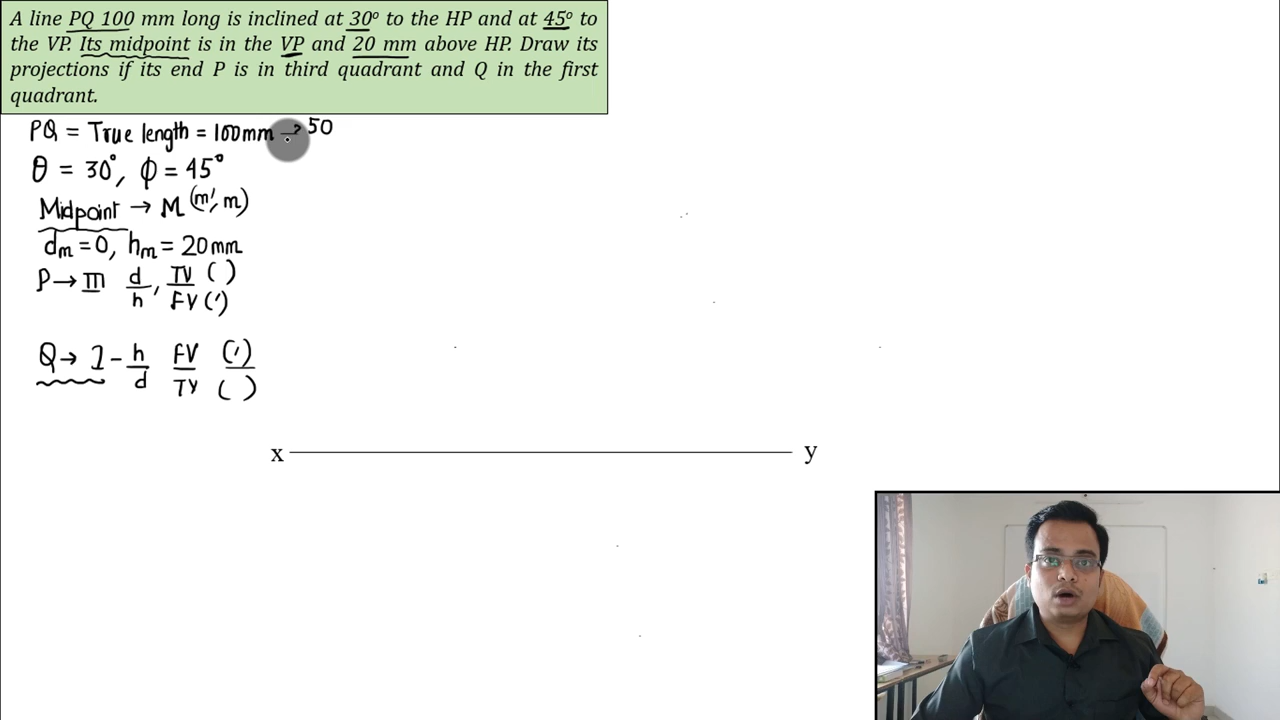 A line PQ 100 mm long is inclined at 30° to the HP and at 45° to
the VP. Its midpoint is in the VP and 20 mm above HP. Draw its
projections if its end P is in third quadrant and Q in the first
quadrant.
PQ = True length = 100mm → 50
θ = 30°, φ = 45°
Midpoint → M (m', m)
dm = 0, hm = 20mm
P → III d/h, TV ( ) / FV (')
Q → I - h/d FV/TV (') / ( )
x y